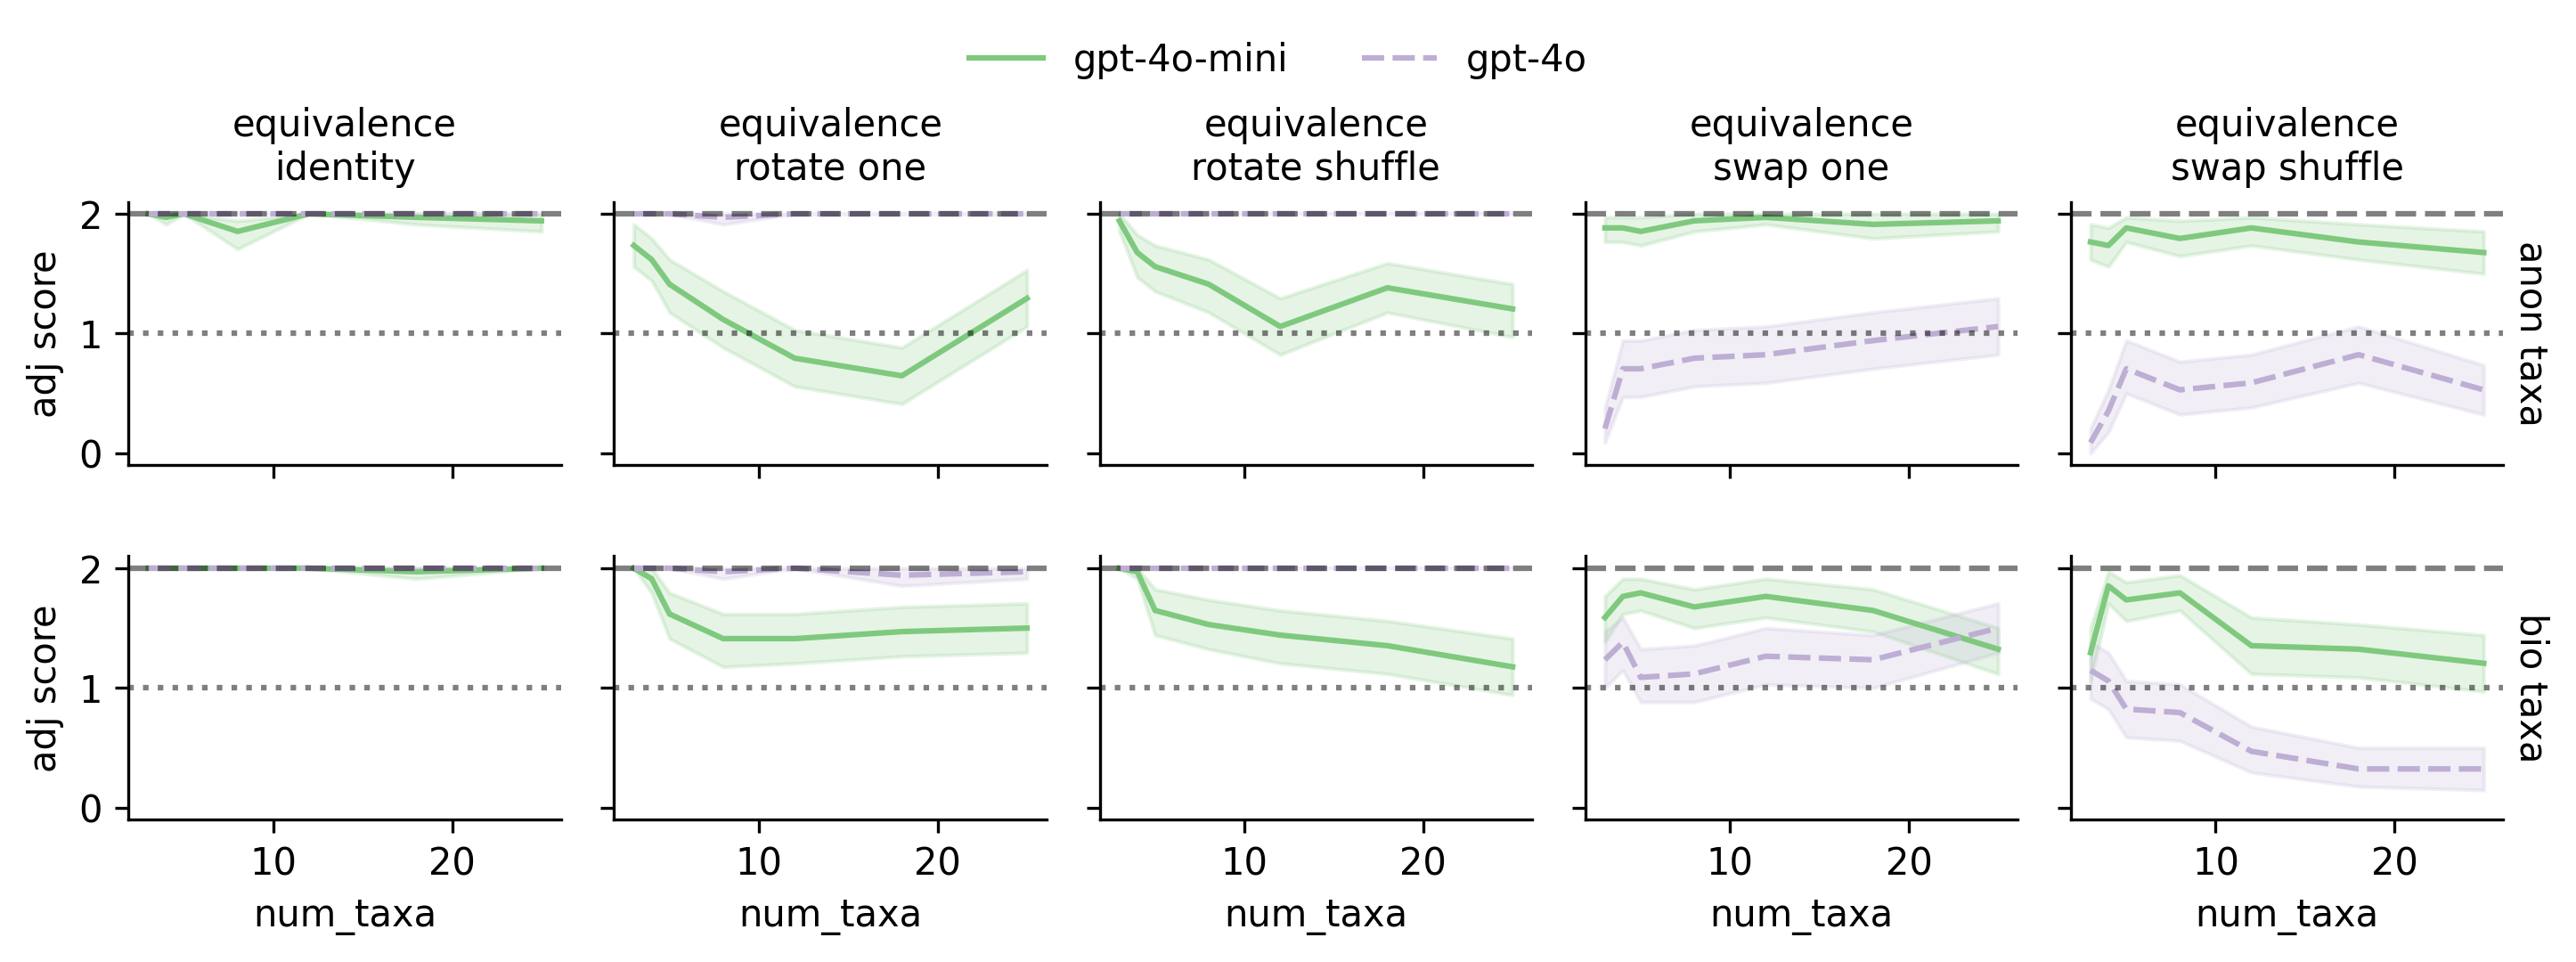 gpt-4o-mini gpt-4o
equivalence identity
equivalence rotate one
equivalence rotate shuffle
equivalence swap one
equivalence swap shuffle
adj score
2
1
0
anon taxa
adj score
2
1
0
bio taxa
10 20
10 20
10 20
10 20
10 20
num_taxa
num_taxa
num_taxa
num_taxa
num_taxa